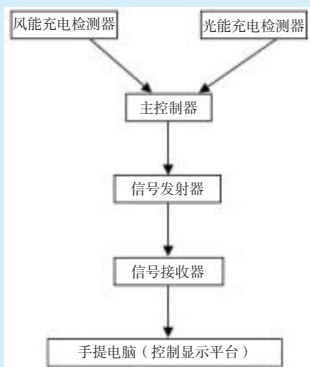 风能充电检测器
光能充电检测器
主控制器
信号发射器
信号接收器
手提电脑（控制显示平台）